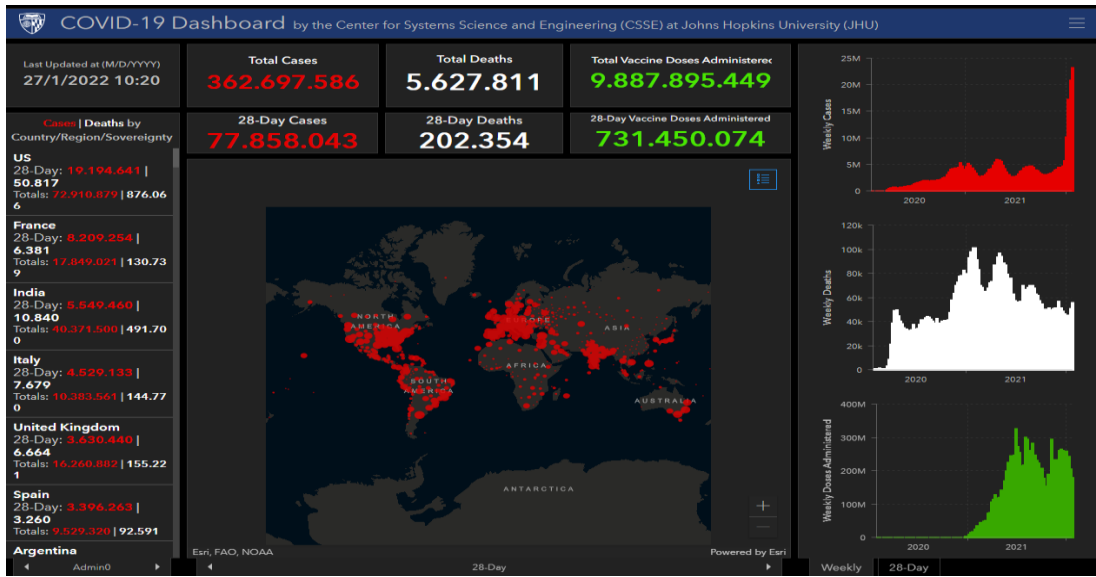 COVID-19 Dashboard by the Center for Systems Science and Engineering (CSSE) at Johns Hopkins University (JHU)
Last Updated at (M/D/YYYY)
27/1/2022 10:20
Cases | Deaths by
Country/Region/Sovereignty
US
28-Day: 19.194.641 |
50.817
Totals: 72.910.879 | 876.06
6
France
28-Day: 8.209.254 |
6.381
Totals: 17.849.021 | 130.73
9
India
28-Day: 5.549.460 |
10.840
Totals: 40.371.500 | 491.70
0
Italy
28-Day: 4.529.133 |
7.679
Totals: 10.383.561 | 144.77
0
United Kingdom
28-Day: 3.630.440 |
6.664
Totals: 16.260.882 | 155.22
1
Spain
28-Day: 3.396.263 |
3.260
Totals: 9.529.320 | 92.591
Argentina
Admin0
Total Cases
362.697.586
Total Deaths
5.627.811
Total Vaccine Doses Administerec
9.887.895.449
28-Day Cases
77.858.043
28-Day Deaths
202.354
28-Day Vaccine Doses Administered
731.450.074
NORTH
AMERICA
EUROPE
ASIA
AFRICA
SOUTH
AMERICA
AUSTRALIA
ANTARCTICA
+
−
Esri, FAO, NOAA
Powered by Esri
28-Day
Weekly Cases
25M
20M
15M
10M
5M
0
2020
2021
Weekly Deaths
120k
100k
80k
60k
40k
20k
0
2020
2021
Weekly Doses Administered
400M
300M
200M
100M
0
2020
2021
Weekly
28-Day